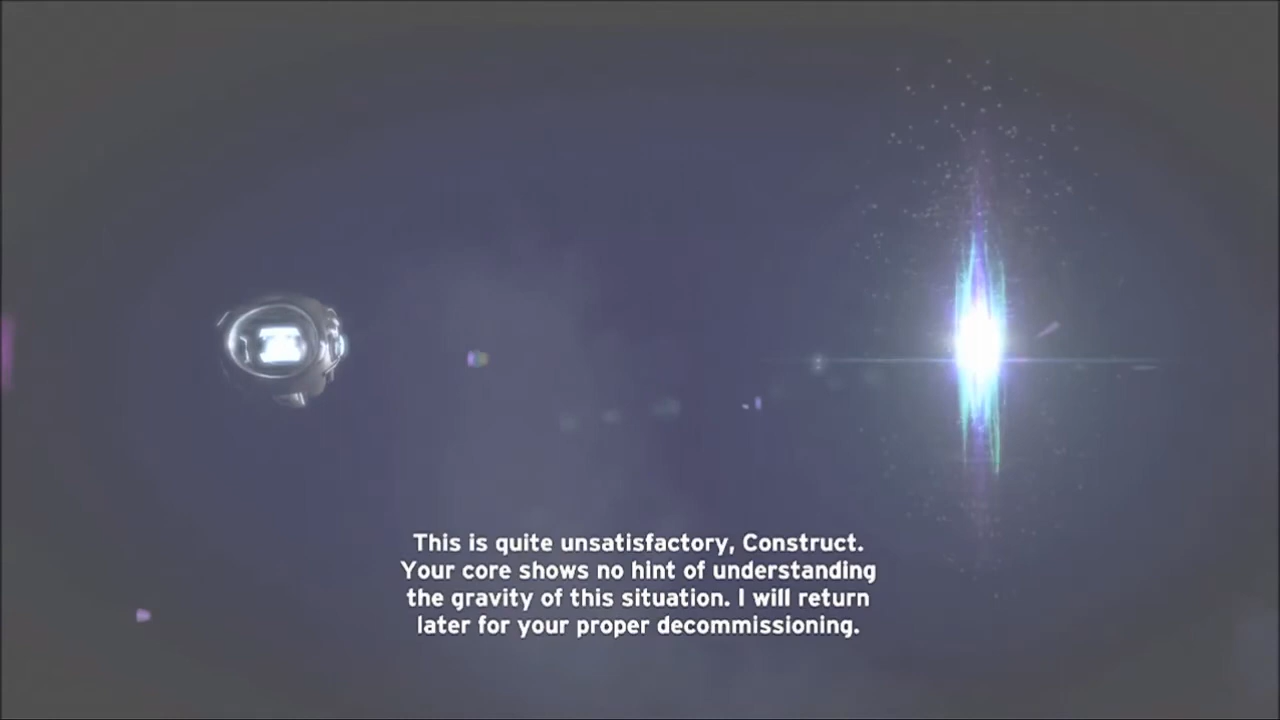 This is quite unsatisfactory, Construct.
Your core shows no hint of understanding
the gravity of this situation. I will return
later for your proper decommissioning.